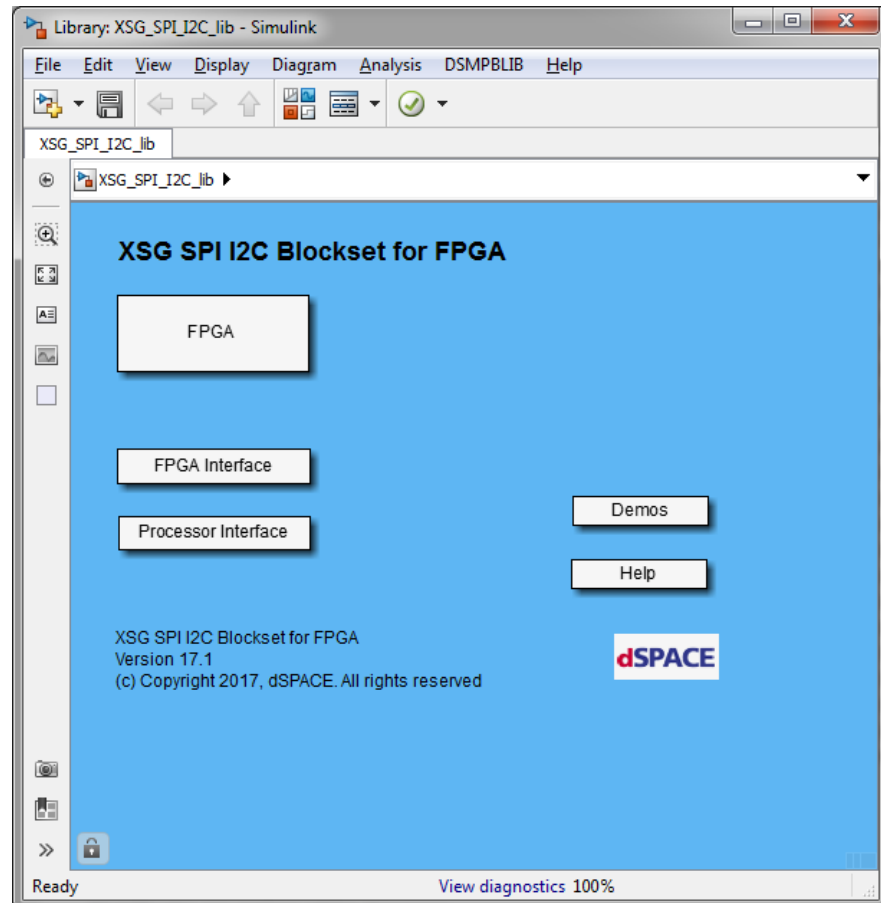 Library: XSG_SPI_I2C_lib - Simulink
File Edit View Display Diagram Analysis DSMPBLIB Help
XSG_SPI_I2C_lib
XSG_SPI_I2C_lib
XSG SPI I2C Blockset for FPGA
FPGA
FPGA Interface
Processor Interface
Demos
Help
XSG SPI I2C Blockset for FPGA
Version 17.1
(c) Copyright 2017, dSPACE. All rights reserved
dSPACE
Ready View diagnostics 100%